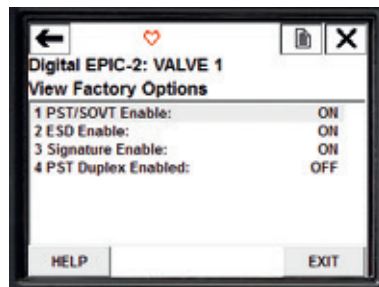 Digital EPIC-2: VALVE 1
View Factory Options
1 PST/SOVT Enable: ON
2 ESD Enable: ON
3 Signature Enable: ON
4 PST Duplex Enabled: OFF
HELP EXIT